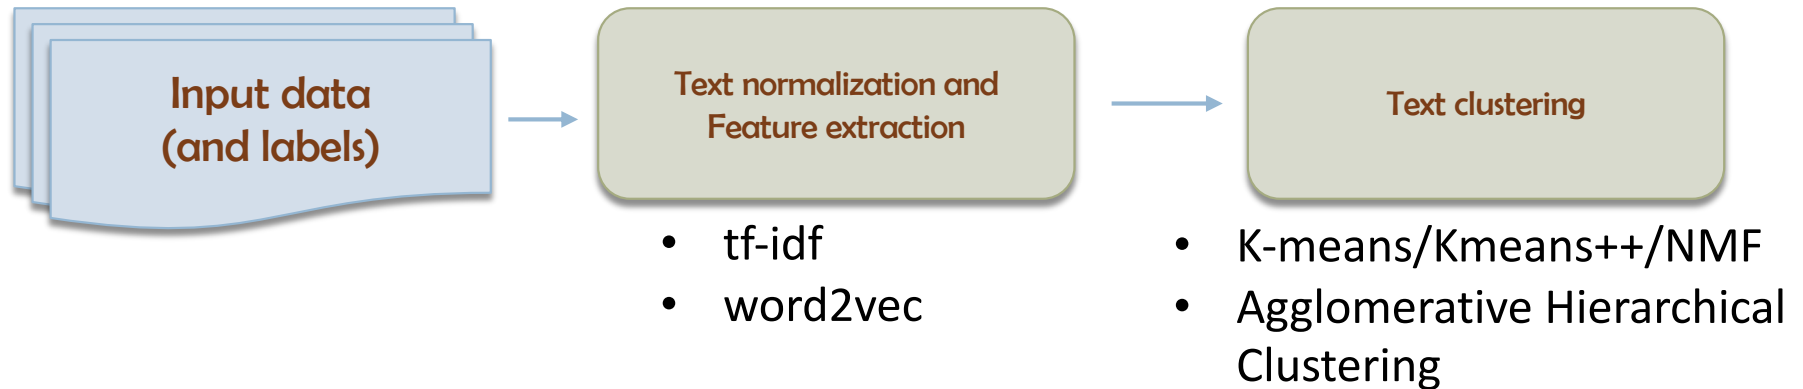 Input data
(and labels)
Text normalization and
Feature extraction
• tf-idf
• word2vec
Text clustering
• K-means/Kmeans++/NMF
• Agglomerative Hierarchical
Clustering